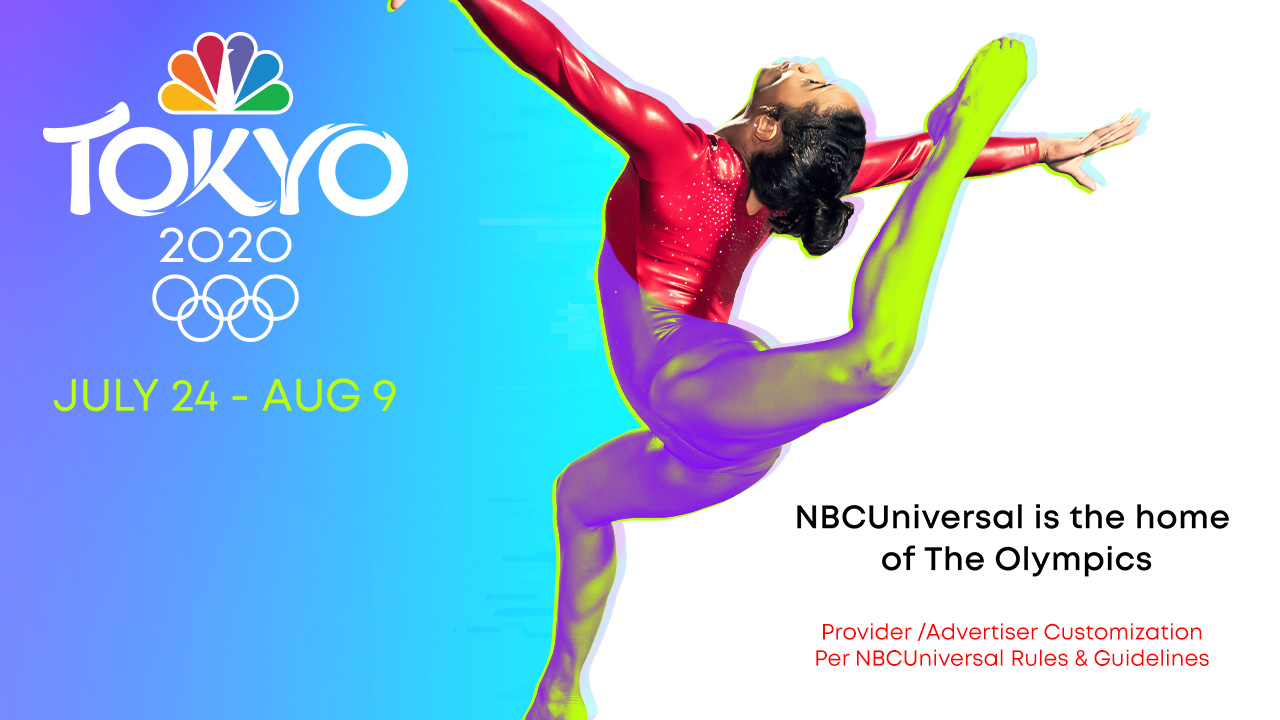 TOKYO
2020
JULY 24 - AUG 9
NBCUniversal is the home
of The Olympics
Provider /Advertiser Customization
Per NBCUniversal Rules & Guidelines